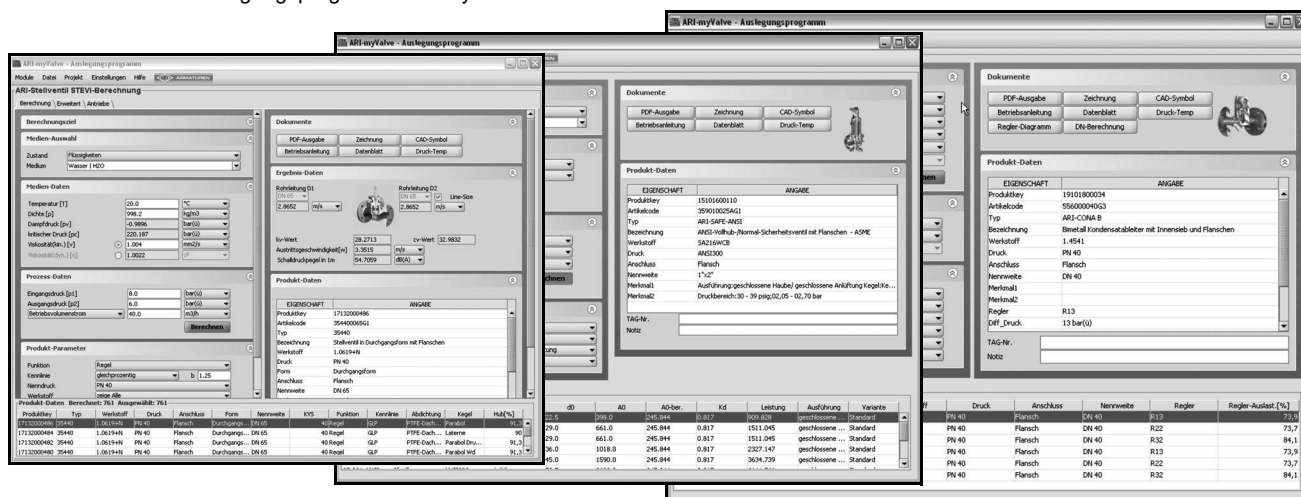 ARI-myValve - Auslegungsprogramm
Module Datei Projekt Einstellungen Hilfe ARI ARMATUREN
ARI-Stellventil STEVI-Berechnung
Berechnung Erweitert Antriebe
Berechnungsziel
Medien-Auswahl
Zustand Flüssigkeiten
Medium Wasser | H2O
Medien-Daten
Temperatur [T] 20.0 °C
Dichte [ρ] 998.2 kg/m3
Dampfdruck [pv] -0.9896 bar(ü)
kritischer Druck [pc] 220.187 bar(ü)
Viskosität(kin.) [ν] 1.004 mm2/s
Viskosität(dyn.) [η] 1.0022 cP
Prozess-Daten
Eingangsdruck [p1] 8.0 bar(ü)
Ausgangsdruck [p2] 6.0 bar(ü)
Betriebsvolumenstrom 40.0 m3/h
Berechnen
Produkt-Parameter
Funktion Regel
Kennlinie gleichprozentig b 1.25
Nenndruck PN 40
Werkstoff zeige Alle
Dokumente
PDF-Ausgabe Zeichnung CAD-Symbol
Betriebsanleitung Datenblatt Druck-Temp
Ergebnis-Daten
Rohrleitung D1 Rohrleitung D2
DN 65 DN 65 Line-Size
2.8652 m/s 2.8652 m/s
kv-Wert 28.2713 cv-Wert 32.9832
Austrittsgeschwindigkeit[w] 3.3515 m/s
Schalldruckpegel in 1m 54.7059 dB(A)
Produkt-Daten
EIGENSCHAFT ANGABE
Produktkey 17132000486
Artikelcode 354400065G1
Typ 35440
Bezeichnung Stellventil in Durchgangsform mit Flanschen
Werkstoff 1.0619+N
Druck PN 40
Form Durchgangsform
Anschluss Flansch
Nennweite DN 65
Produkt-Daten Berechnet: 761 Ausgewählt: 761
Produktkey Typ Werkstoff Druck Anschluss Form Nennweite KVS Funktion Kennlinie Abdichtung Kegel Hub[%]
17132000486 35440 1.0619+N PN 40 Flansch Durchgangs... DN 65 40 Regel GLP PTFE-Dach... Parabol 91,3
17132000484 35440 1.0619+N PN 40 Flansch Durchgangs... DN 65 40 Regel GLP PTFE-Dach... Laterne 90
17132000482 35440 1.0619+N PN 40 Flansch Durchgangs... DN 65 40 Regel GLP PTFE-Dach... Parabol Dru... 91,3
17132000480 35440 1.0619+N PN 40 Flansch Durchgangs... DN 65 40 Regel GLP PTFE-Dach... Parabol Wd 91,3
ARI-myValve - Auslegungsprogramm
Dokumente
PDF-Ausgabe Zeichnung CAD-Symbol
Betriebsanleitung Datenblatt Druck-Temp
Produkt-Daten
EIGENSCHAFT ANGABE
Produktkey 15101600110
Artikelcode 359010025AG1
Typ ARI-SAFE-ANSI
Bezeichnung ANSI-Vollhub-/Normal-Sicherheitsventil mit Flanschen - ASME
Werkstoff SA216WCB
Druck ANSI300
Anschluss Flansch
Nennweite 1"x2"
Merkmal1 Ausführung:geschlossene Haube/ geschlossene Anlüftung Kegel:Ke...
Merkmal2 Druckbereich:30 - 39 psig;02,05 - 02,70 bar
TAG-Nr.
Notiz
d0 A0 A0-ber. Kd Leistung Ausführung Variante
22.5 398.0 245.844 0.817 909.828 geschlossene ... Standard
29.0 661.0 245.844 0.817 1511.045 geschlossene ... Standard
29.0 661.0 245.844 0.817 1511.045 geschlossene ... Standard
36.0 1018.0 245.844 0.817 2327.147 geschlossene ... Standard
45.0 1590.0 245.844 0.817 3634.739 geschlossene ... Standard
ARI-myValve - Auslegungsprogramm
Dokumente
PDF-Ausgabe Zeichnung CAD-Symbol
Betriebsanleitung Datenblatt Druck-Temp
Regler-Diagramm DN-Berechnung
Produkt-Daten
EIGENSCHAFT ANGABE
Produktkey 19101800034
Artikelcode 556000040G3
Typ ARI-CONA B
Bezeichnung Bimetall Kondensatableiter mit Innensieb und Flanschen
Werkstoff 1.4541
Druck PN 40
Anschluss Flansch
Nennweite DN 40
Merkmal1
Merkmal2
Regler R13
Diff_Druck 13 bar(ü)
TAG-Nr.
Notiz
Druck Anschluss Nennweite Regler Regler-Auslast.[%]
PN 40 Flansch DN 40 R13 73,9
PN 40 Flansch DN 40 R22 73,7
PN 40 Flansch DN 40 R32 84,1
PN 40 Flansch DN 40 R13 73,9
PN 40 Flansch DN 40 R22 73,7
PN 40 Flansch DN 40 R32 84,1